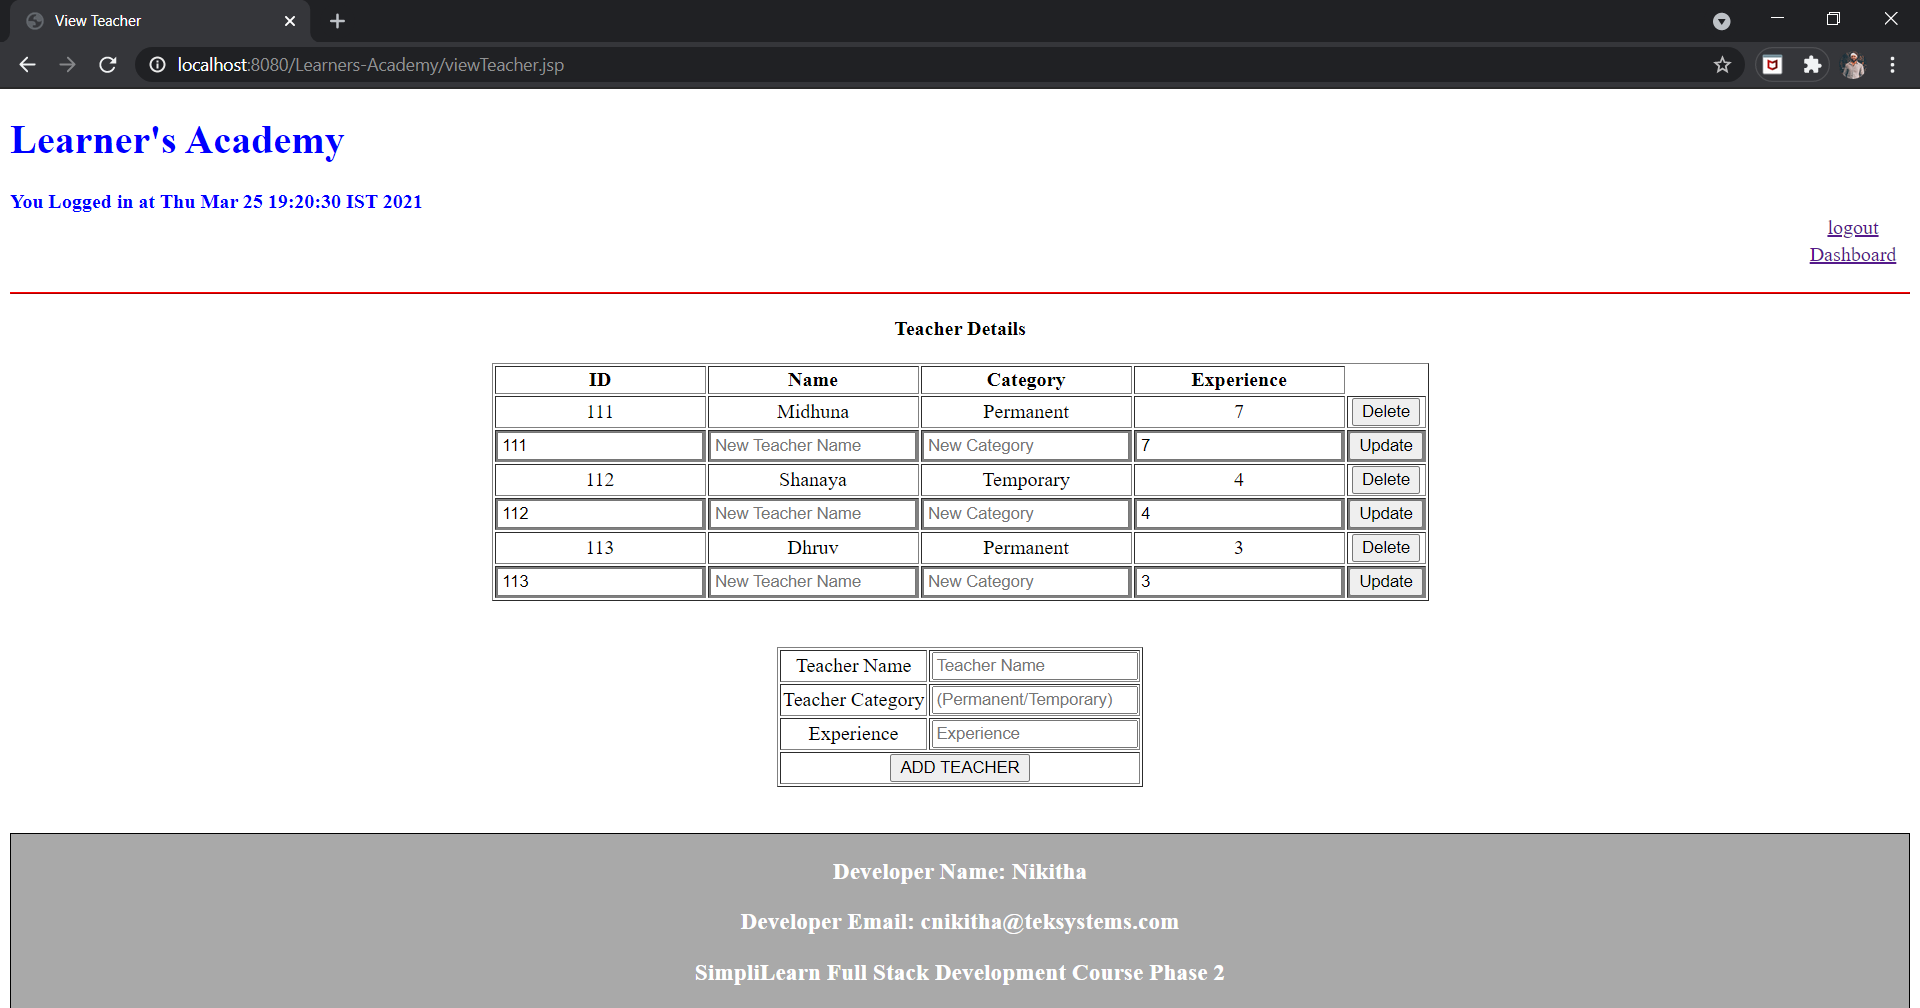 View Teacher
localhost:8080/Learners-Academy/viewTeacher.jsp
Learner's Academy
You Logged in at Thu Mar 25 19:20:30 IST 2021
logout
Dashboard
Teacher Details
ID Name Category Experience
111 Midhuna Permanent 7 Delete
111 New Teacher Name New Category 7 Update
112 Shanaya Temporary 4 Delete
112 New Teacher Name New Category 4 Update
113 Dhruv Permanent 3 Delete
113 New Teacher Name New Category 3 Update
Teacher Name Teacher Name
Teacher Category (Permanent/Temporary)
Experience Experience
ADD TEACHER
Developer Name: Nikitha
Developer Email: cnikitha@teksystems.com
SimpliLearn Full Stack Development Course Phase 2